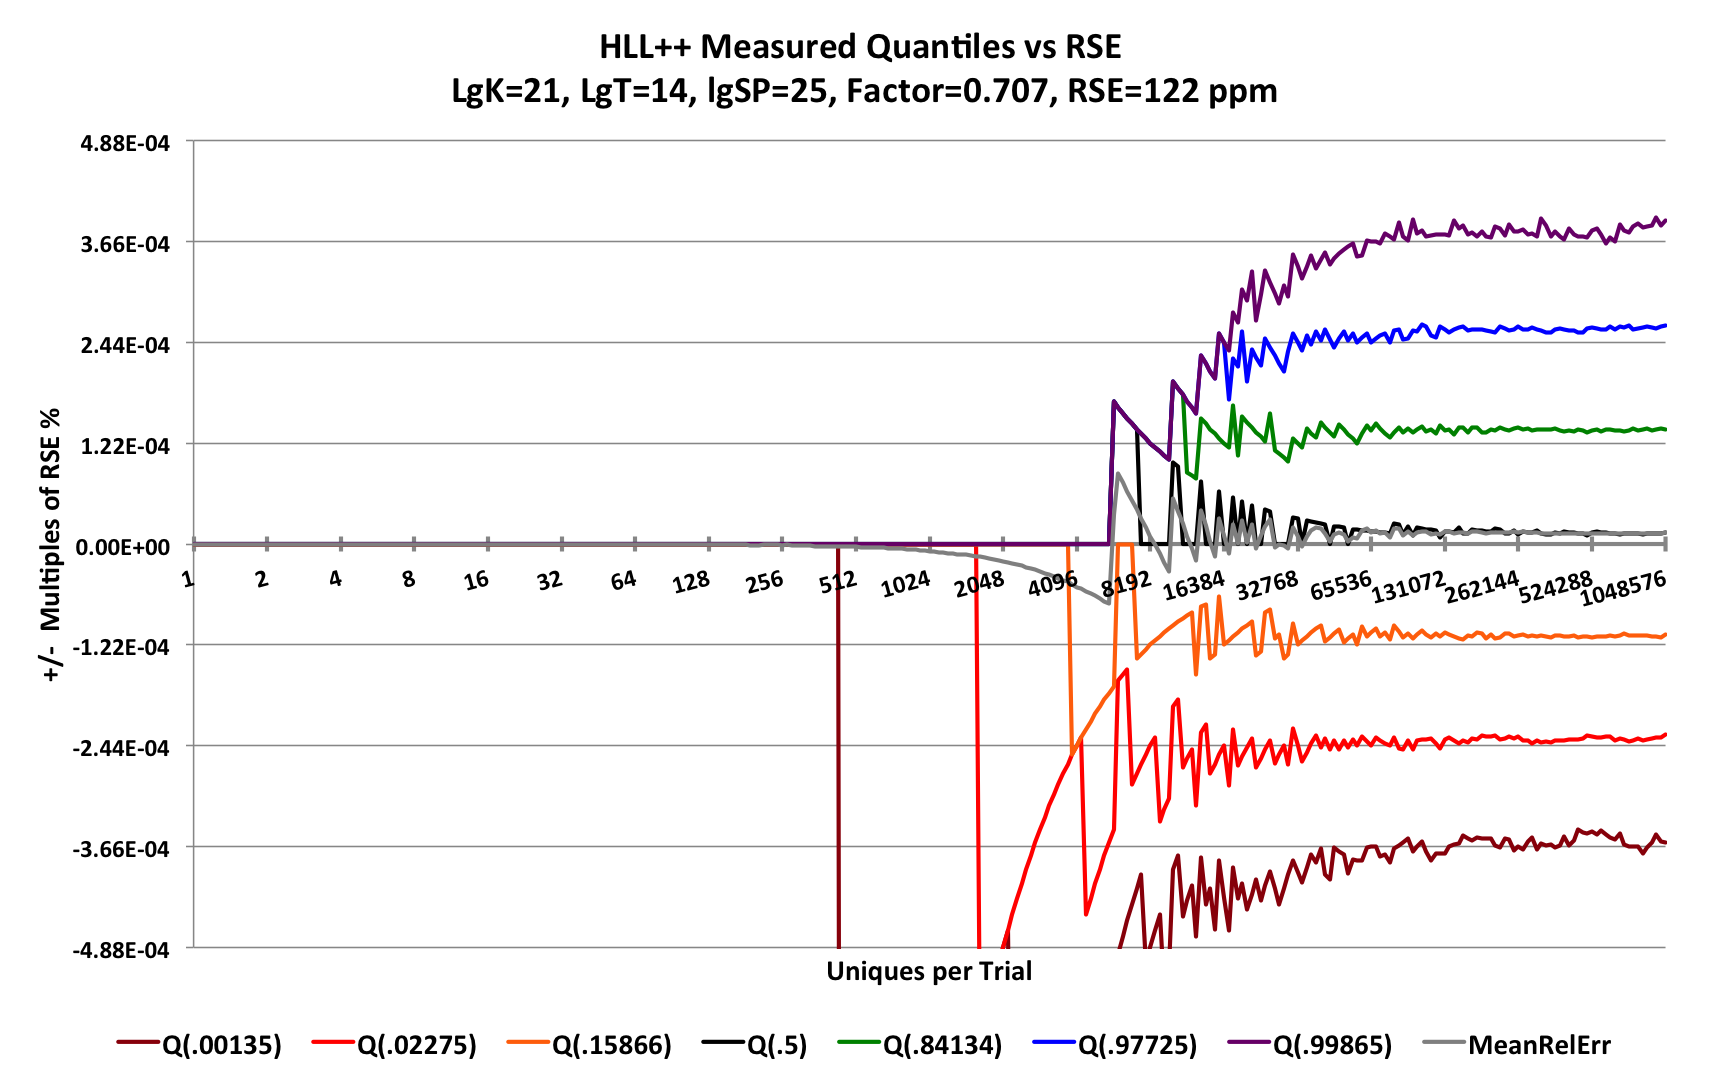 HLL++ Measured Quantiles vs RSE
LgK=21, LgT=14, lgSP=25, Factor=0.707, RSE=122 ppm
+/- Multiples of RSE %
4.88E-04
3.66E-04
2.44E-04
1.22E-04
0.00E+00
-1.22E-04
-2.44E-04
-3.66E-04
-4.88E-04
1 2 4 8 16 32 64 128 256 512 1024 2048 4096 8192 16384 32768 65536 131072 262144 524288 1048576
Uniques per Trial
Q(.00135) Q(.02275) Q(.15866) Q(.5) Q(.84134) Q(.97725) Q(.99865) MeanRelErr